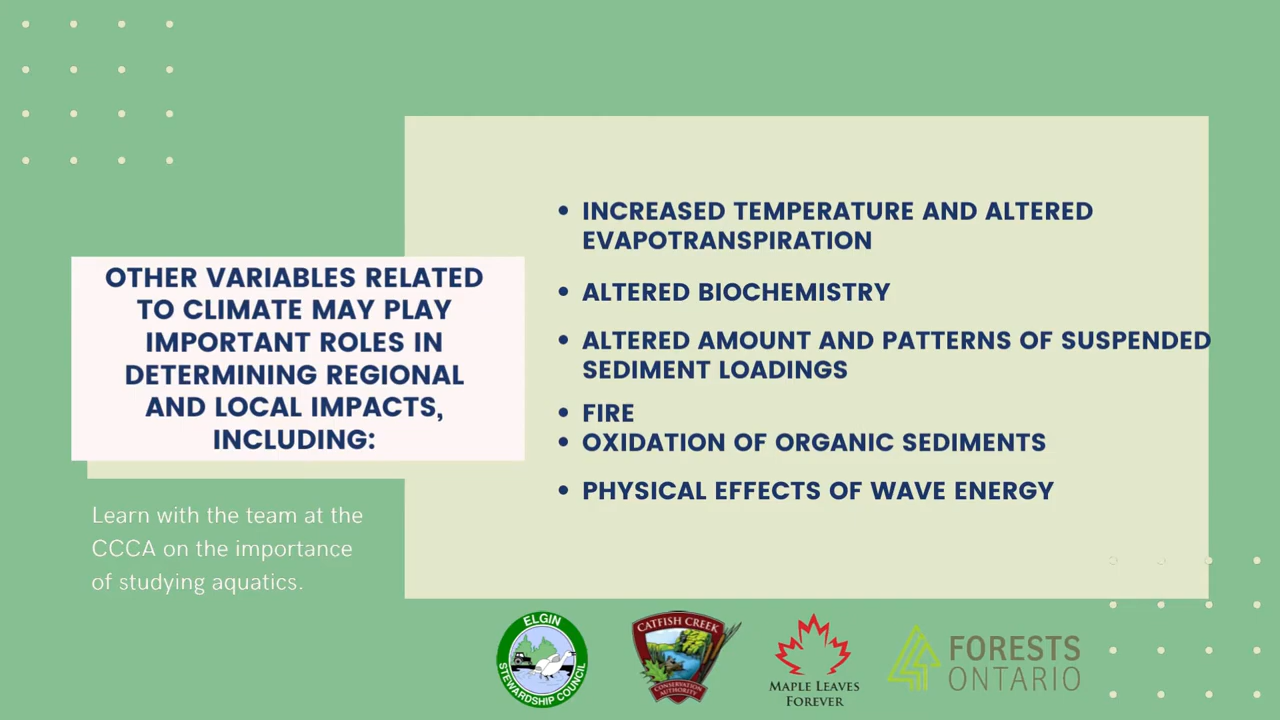 OTHER VARIABLES RELATED
TO CLIMATE MAY PLAY
IMPORTANT ROLES IN
DETERMINING REGIONAL
AND LOCAL IMPACTS,
INCLUDING:
Learn with the team at the
CCCA on the importance
of studying aquatics.
• INCREASED TEMPERATURE AND ALTERED
EVAPOTRANSPIRATION
• ALTERED BIOCHEMISTRY
• ALTERED AMOUNT AND PATTERNS OF SUSPENDED
SEDIMENT LOADINGS
• FIRE
• OXIDATION OF ORGANIC SEDIMENTS
• PHYSICAL EFFECTS OF WAVE ENERGY
ELGIN
STEWARDSHIP COUNCIL
CATFISH CREEK
CONSERVATION
AUTHORITY
MAPLE LEAVES
FOREVER
FORESTS
ONTARIO